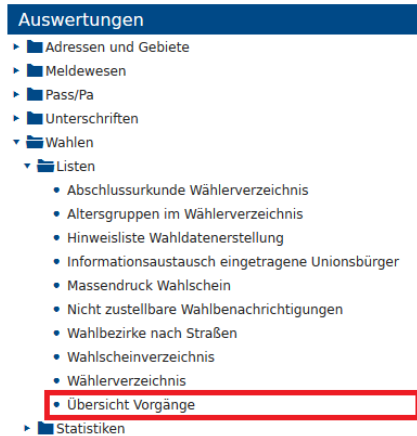 Auswertungen
Adressen und Gebiete
Meldewesen
Pass/Pa
Unterschriften
Wahlen
Listen
Abschlussurkunde Wählerverzeichnis
Altersgruppen im Wählerverzeichnis
Hinweisliste Wahldatenerstellung
Informationsaustausch eingetragene Unionsbürger
Massendruck Wahlschein
Nicht zustellbare Wahlbenachrichtigungen
Wahlbezirke nach Straßen
Wahlscheinverzeichnis
Wählerverzeichnis
Übersicht Vorgänge
Statistiken